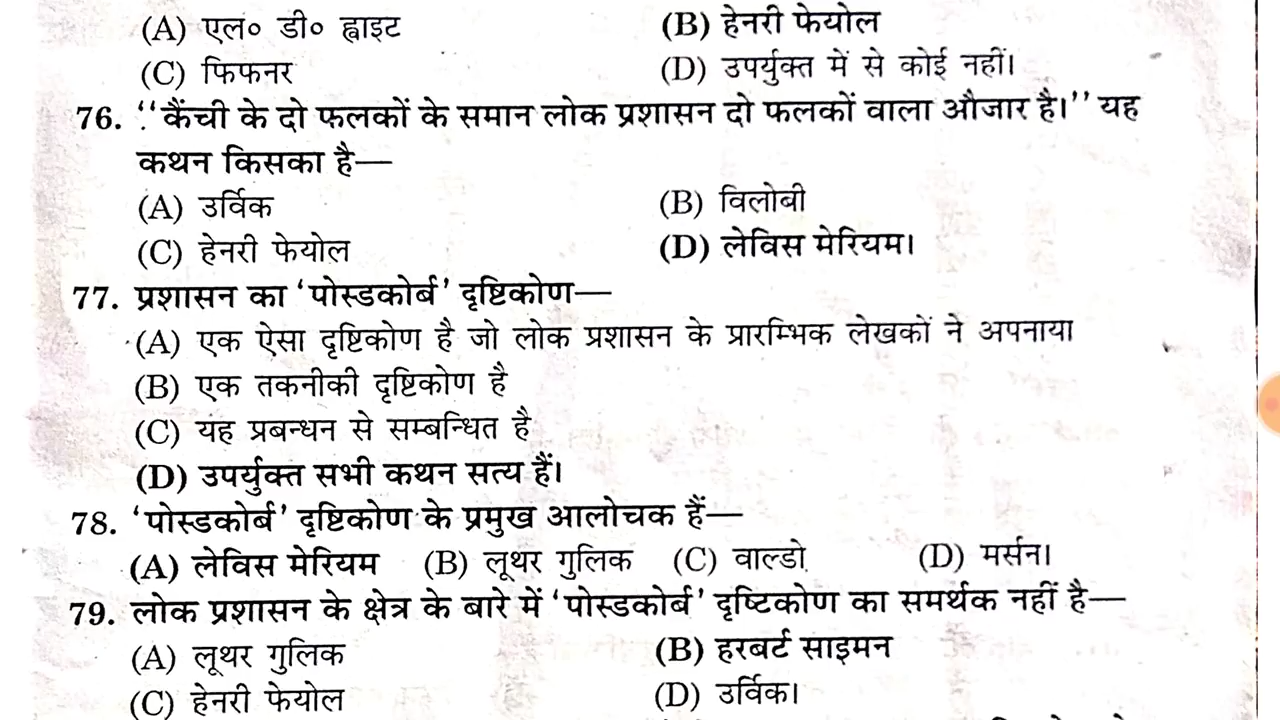 (A) एल० डी० ह्वाइट (B) हेनरी फेयोल
(C) फिफनर (D) उपर्युक्त में से कोई नहीं।
76. ‘‘कैंची के दो फलकों के समान लोक प्रशासन दो फलकों वाला औजार है।’’ यह
कथन किसका है—
(A) उर्विक (B) विलोबी
(C) हेनरी फेयोल (D) लेविस मेरियम।
77. प्रशासन का ‘पोस्डकोर्ब’ दृष्टिकोण—
(A) एक ऐसा दृष्टिकोण है जो लोक प्रशासन के प्रारम्भिक लेखकों ने अपनाया
(B) एक तकनीकी दृष्टिकोण है
(C) यह प्रबन्धन से सम्बन्धित है
(D) उपर्युक्त सभी कथन सत्य हैं।
78. ‘पोस्डकोर्ब’ दृष्टिकोण के प्रमुख आलोचक हैं—
(A) लेविस मेरियम (B) लूथर गुलिक (C) वाल्डो (D) मर्सन।
79. लोक प्रशासन के क्षेत्र के बारे में ‘पोस्डकोर्ब’ दृष्टिकोण का समर्थक नहीं है—
(A) लूथर गुलिक (B) हरबर्ट साइमन
(C) हेनरी फेयोल (D) उर्विक।